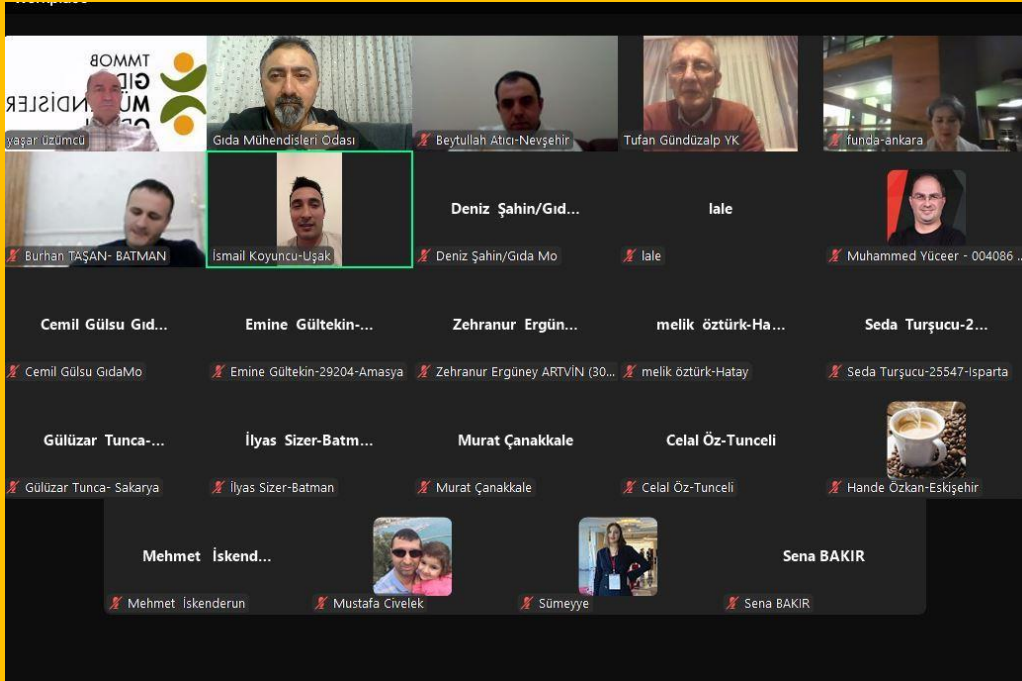 Workplace
TMMOB
GIDA
MÜHENDİSLERİ
ODASI
yaşar üzümcü
Gıda Mühendisleri Odası
Beytullah Atıcı-Nevşehir
Tufan Gündüzalp YK
funda-ankara
Burhan TAŞAN- BATMAN
İsmail Koyuncu-Uşak
Deniz Şahin/Gıd...
Deniz Şahin/Gıda Mo
lale
lale
Muhammed Yüceer - 004086 ...
Cemil Gülsu Gıd...
Emine Gültekin-...
Zehranur Ergün...
melik öztürk-Ha...
Seda Turşucu-2...
Cemil Gülsu GıdaMo
Emine Gültekin-29204-Amasya
Zehranur Ergüney ARTVİN (30...
melik öztürk-Hatay
Seda Turşucu-25547-Isparta
Gülüzar Tunca-...
İlyas Sizer-Batm...
Murat Çanakkale
Celal Öz-Tunceli
Gülüzar Tunca- Sakarya
İlyas Sizer-Batman
Murat Çanakkale
Celal Öz-Tunceli
Hande Özkan-Eskişehir
Mehmet İskend...
Sena BAKIR
Mehmet İskenderun
Mustafa Civelek
Sümeyye
Sena BAKIR